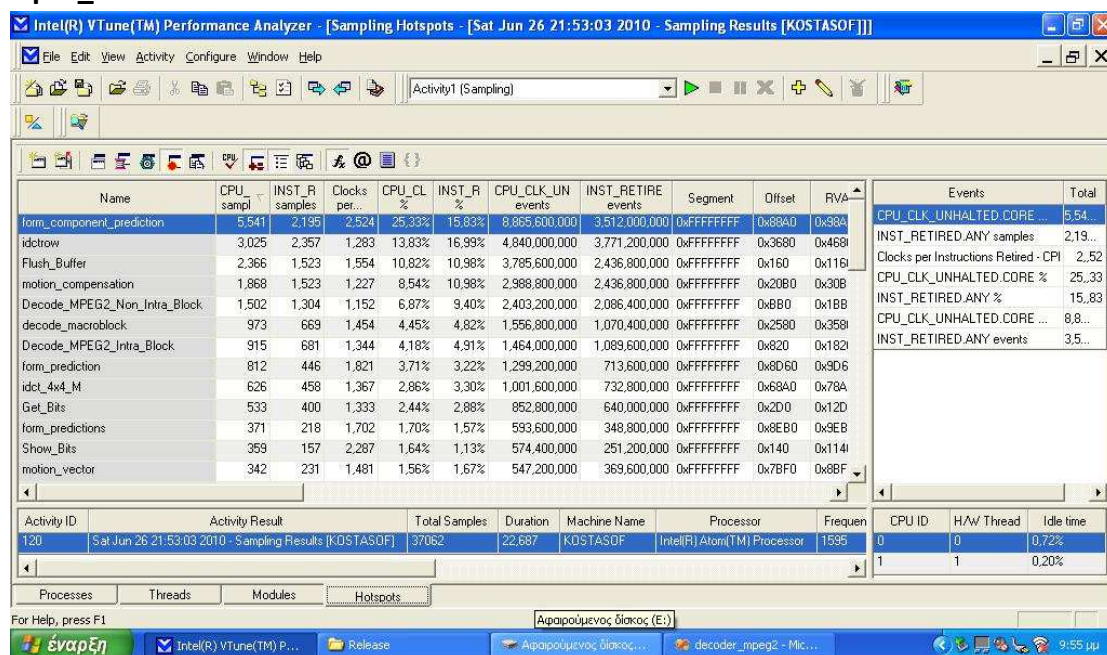 Intel(R) VTune(TM) Performance Analyzer - [Sampling Hotspots - [Sat Jun 26 21:53:03 2010 - Sampling Results [KOSTASOF]]]
File Edit View Activity Configure Window Help
Activity1 (Sampling)
Name CPU_ sampl INST_R samples Clocks per... CPU_CL % INST_R % CPU_CLK_UN events INST_RETIRE events Segment Offset RVA
form_component_prediction 5,541 2,195 2,524 25,33% 15,83% 8,865,600,000 3,512,000,000 0xFFFFFFFF 0x88A0 0x98A
idctrow 3,025 2,357 1,283 13,83% 16,99% 4,840,000,000 3,771,200,000 0xFFFFFFFF 0x3680 0x468
Flush_Buffer 2,366 1,523 1,554 10,82% 10,98% 3,785,600,000 2,436,800,000 0xFFFFFFFF 0x160 0x116
motion_compensation 1,868 1,523 1,227 8,54% 10,98% 2,988,800,000 2,436,800,000 0xFFFFFFFF 0x20B0 0x30B
Decode_MPEG2_Non_Intra_Block 1,502 1,304 1,152 6,87% 9,40% 2,403,200,000 2,086,400,000 0xFFFFFFFF 0xBB0 0x1BB
decode_macroblock 973 669 1,454 4,45% 4,82% 1,556,800,000 1,070,400,000 0xFFFFFFFF 0x2580 0x358
Decode_MPEG2_Intra_Block 915 681 1,344 4,18% 4,91% 1,464,000,000 1,089,600,000 0xFFFFFFFF 0x820 0x182
form_prediction 812 446 1,821 3,71% 3,22% 1,299,200,000 713,600,000 0xFFFFFFFF 0x8D60 0x9D6
idct_4x4_M 626 458 1,367 2,86% 3,30% 1,001,600,000 732,800,000 0xFFFFFFFF 0x68A0 0x78A
Get_Bits 533 400 1,333 2,44% 2,88% 852,800,000 640,000,000 0xFFFFFFFF 0x2D0 0x12D
form_predictions 371 218 1,702 1,70% 1,57% 593,600,000 348,800,000 0xFFFFFFFF 0x8EB0 0x9EB
Show_Bits 359 157 2,287 1,64% 1,13% 574,400,000 251,200,000 0xFFFFFFFF 0x140 0x114
motion_vector 342 231 1,481 1,56% 1,67% 547,200,000 369,600,000 0xFFFFFFFF 0x7BF0 0x8BF
Events Total
CPU_CLK_UNHALTED.CORE ... 5,54...
INST_RETIRED.ANY samples 2,19...
Clocks per Instructions Retired - CPI 2,,52
CPU_CLK_UNHALTED.CORE % 25,,33
INST_RETIRED.ANY % 15,,83
CPU_CLK_UNHALTED.CORE ... 8,8...
INST_RETIRED.ANY events 3,5...
Activity ID Activity Result Total Samples Duration Machine Name Processor Frequen
120 Sat Jun 26 21:53:03 2010 - Sampling Results [KOSTASOF] 37062 22,687 KOSTASOF Intel(R) Atom(TM) Processor 1595
CPU ID H/W Thread Idle time
0 0 0,72%
1 1 0,20%
Processes Threads Modules Hotspots
For Help, press F1
Αφαιρούμενος δίσκος (E:)
έναρξη Intel(R) VTune(TM) P... Release Αφαιρούμενος δίσκος... decoder_mpeg2 - Mic... 9:55 μμ